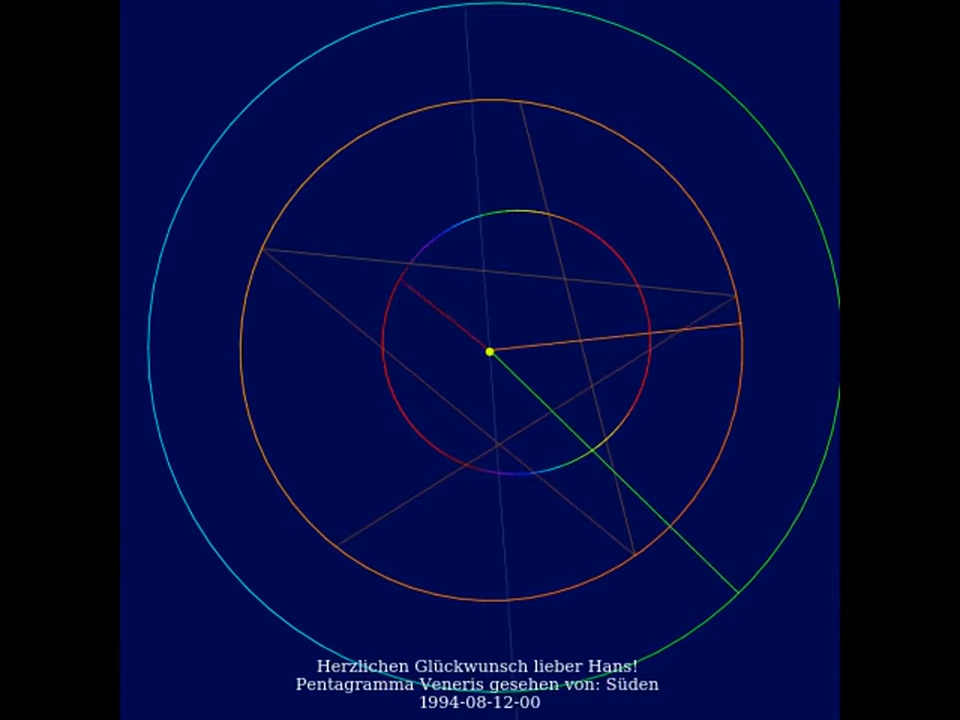 Herzlichen Glückwunsch lieber Hans!
Pentagramma Veneris gesehen von: Süden
1994-08-12-00